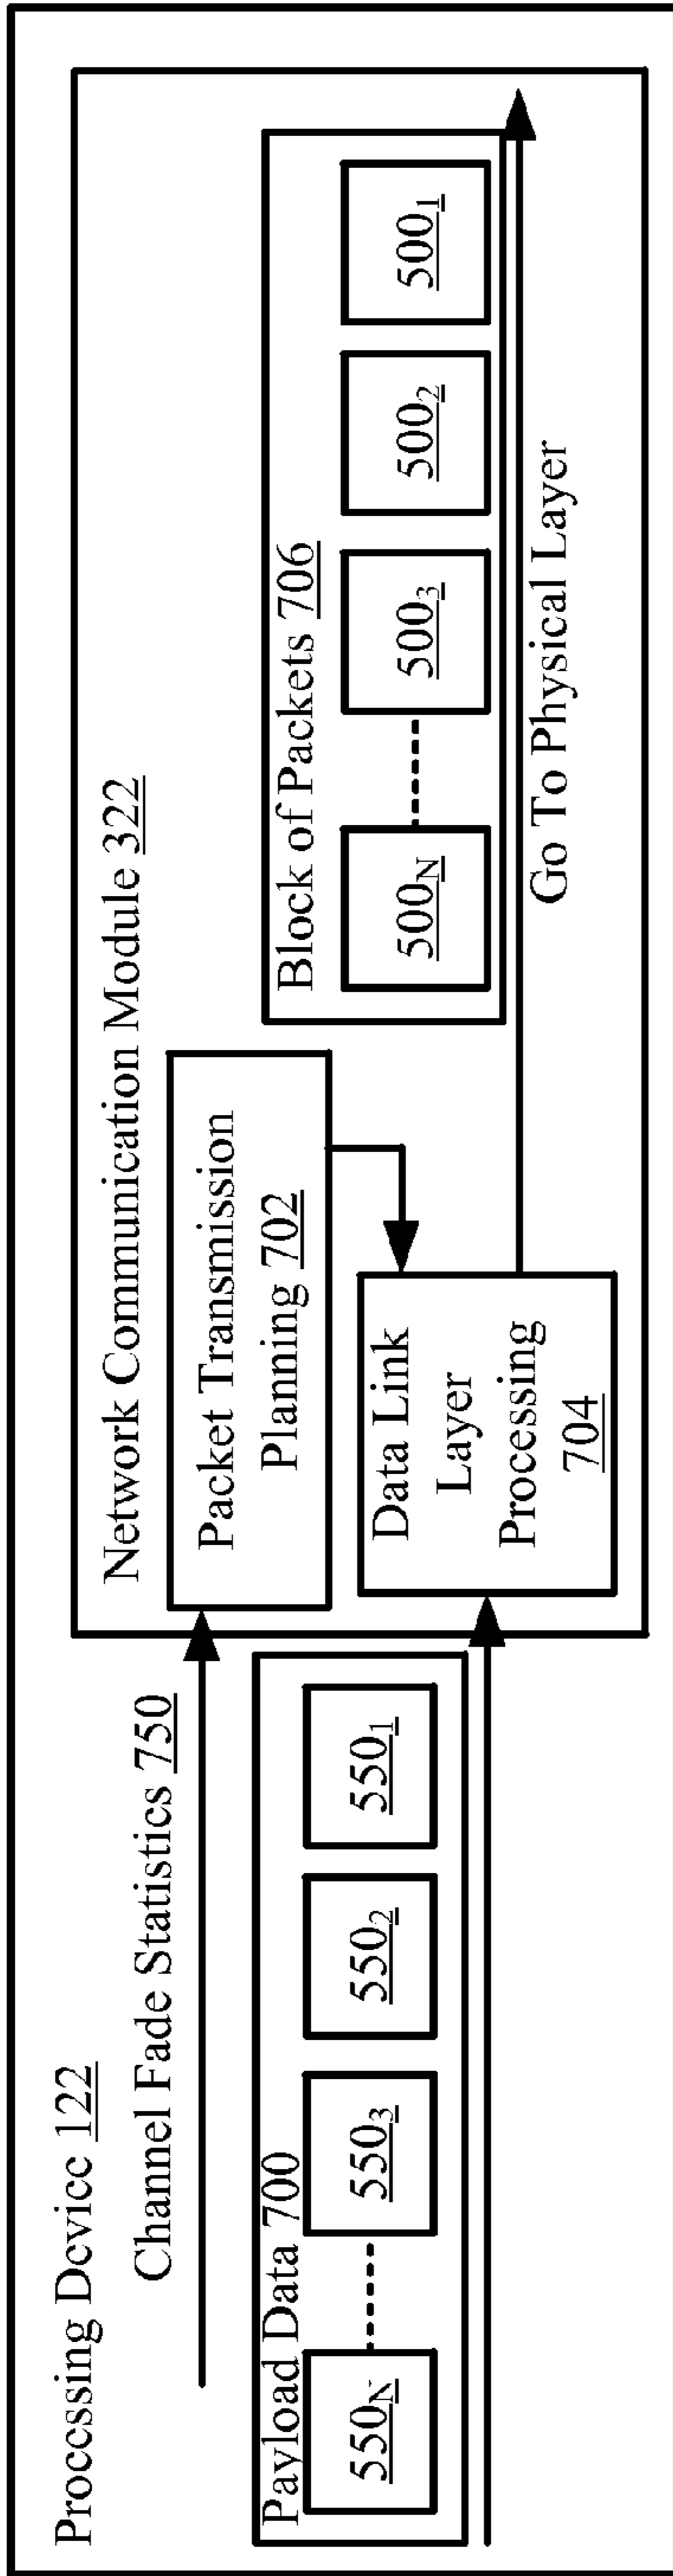 Processing Device 122
Channel Fade Statistics 750
Payload Data 700
550N
5503
5502
5501
Network Communication Module 322
Packet Transmission
Planning 702
Data Link
Layer
Processing
704
Block of Packets 706
500N
5003
5002
5001
Go To Physical Layer